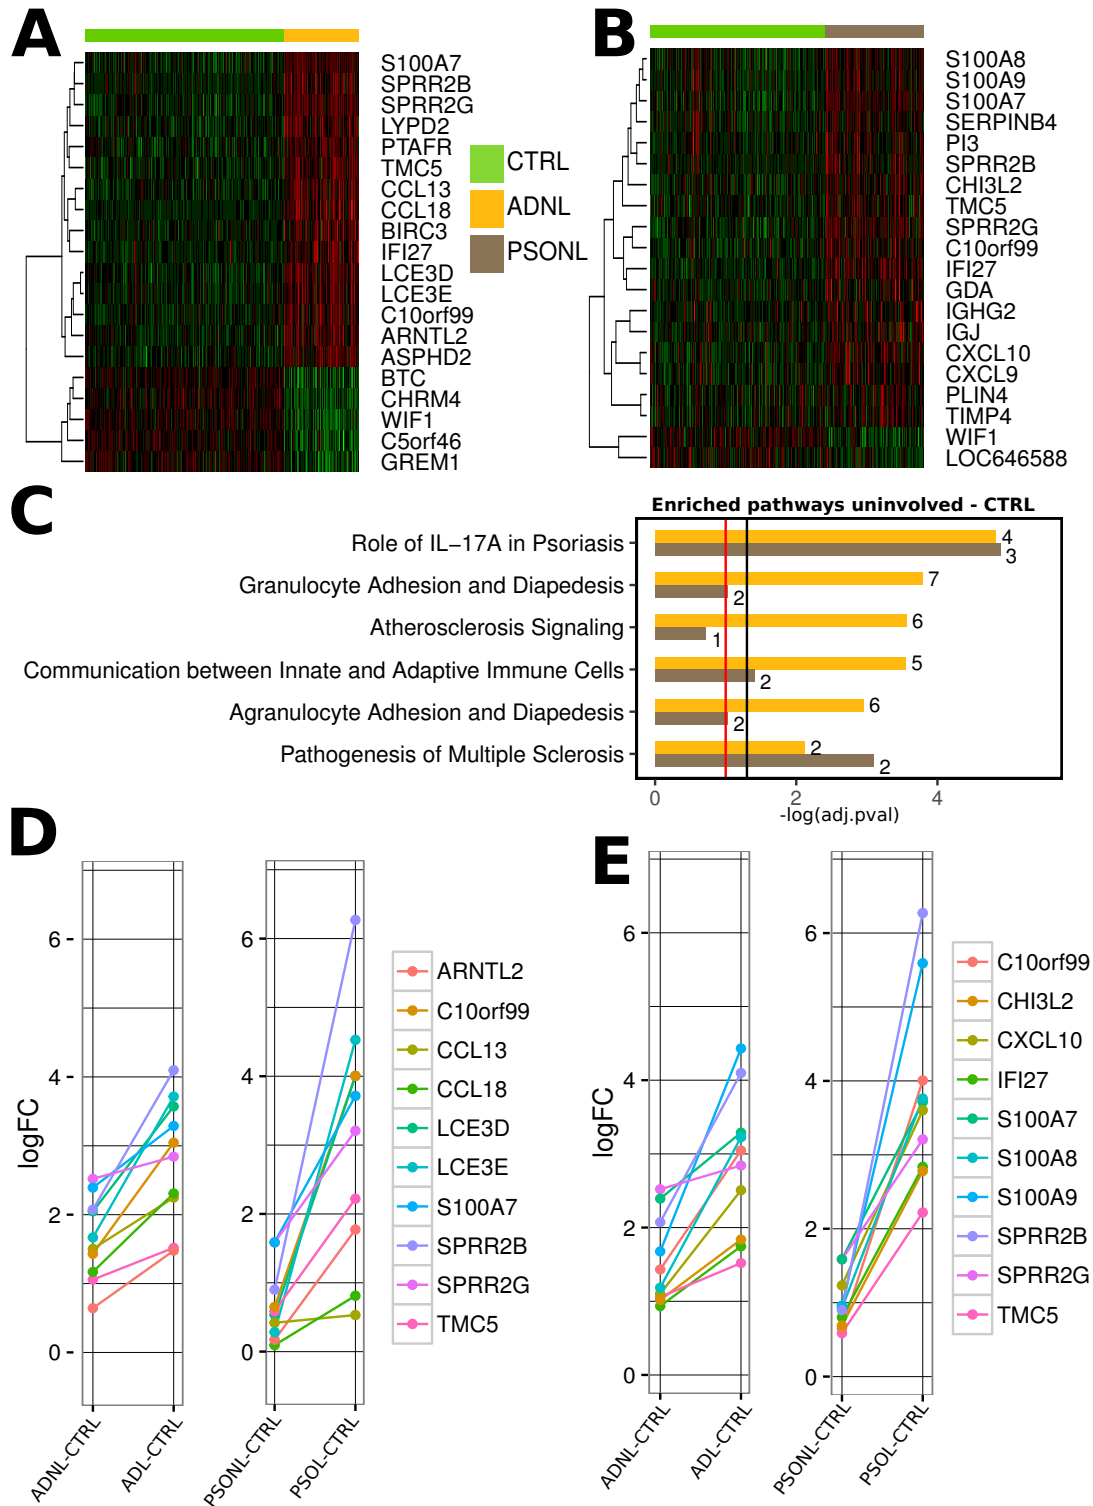 A
S100A7
SPRR2B
SPRR2G
LYPD2
PTAFR
TMC5
CCL13
CCL18
BIRC3
IFI27
LCE3D
LCE3E
C10orf99
ARNTL2
ASPHD2
BTC
CHRM4
WIF1
C5orf46
GREM1
CTRL
ADNL
PSONL
B
S100A8
S100A9
S100A7
SERPINB4
PI3
SPRR2B
CHI3L2
TMC5
SPRR2G
C10orf99
IFI27
GDA
IGHG2
IGJ
CXCL10
CXCL9
PLIN4
TIMP4
WIF1
LOC646588
C
Enriched pathways uninvolved - CTRL
Role of IL−17A in Psoriasis
4
3
Granulocyte Adhesion and Diapedesis
7
2
Atherosclerosis Signaling
6
1
Communication between Innate and Adaptive Immune Cells
5
2
Agranulocyte Adhesion and Diapedesis
6
2
Pathogenesis of Multiple Sclerosis
2
2
0 2 4
-log(adj.pval)
D
logFC
6
4
2
0
ADNL-CTRL
ADL-CTRL
6
4
2
0
PSONL-CTRL
PSOL-CTRL
ARNTL2
C10orf99
CCL13
CCL18
LCE3D
LCE3E
S100A7
SPRR2B
SPRR2G
TMC5
E
logFC
6
4
2
0
ADNL-CTRL
ADL-CTRL
6
4
2
0
PSONL-CTRL
PSOL-CTRL
C10orf99
CHI3L2
CXCL10
IFI27
S100A7
S100A8
S100A9
SPRR2B
SPRR2G
TMC5